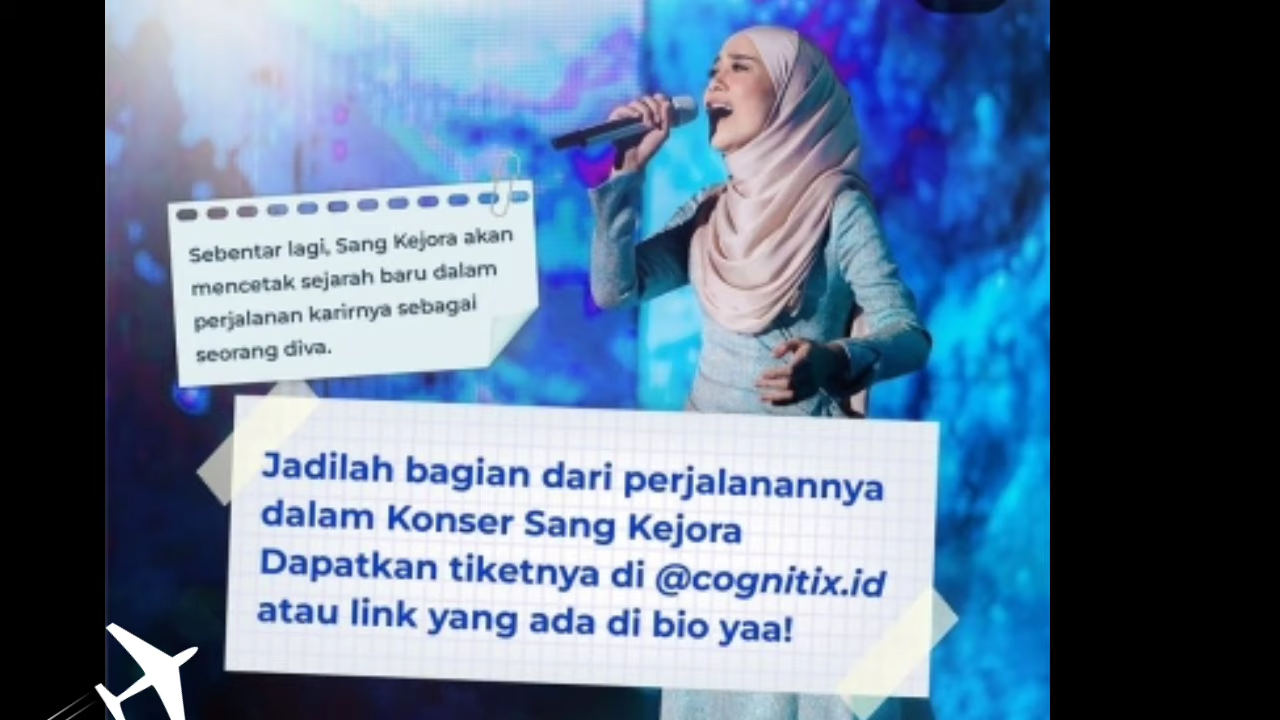 Sebentar lagi, Sang Kejora akan
mencetak sejarah baru dalam
perjalanan karirnya sebagai
seorang diva.
Jadilah bagian dari perjalanannya
dalam Konser Sang Kejora
Dapatkan tiketnya di @cognitix.id
atau link yang ada di bio yaa!